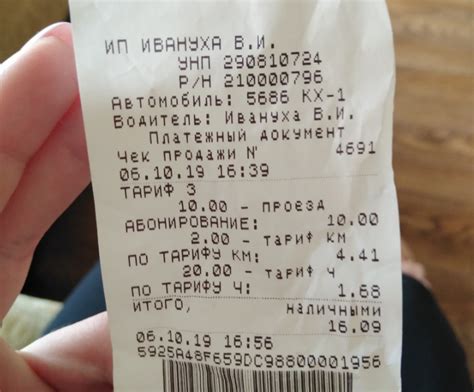 ИП ИВАНУХА В.И.
УНП 290810724
Р/Н 210000796
Автомобиль: 5686 КХ-1
Водитель: Ивануха В.И.
Платежный документ
Чек продажи N 4691
06.10.19 16:39
ТАРИФ 3
10.00 - проезд
АБОНИРОВАНИЕ: 10.00
2.00 - тариф км
ПО ТАРИФУ КМ: 4.41
20.00 - тариф ч
ПО ТАРИФУ Ч: 1.68
ИТОГО, наличными
16.09
06.10.19 16:56
5925A48F659DC98800001956